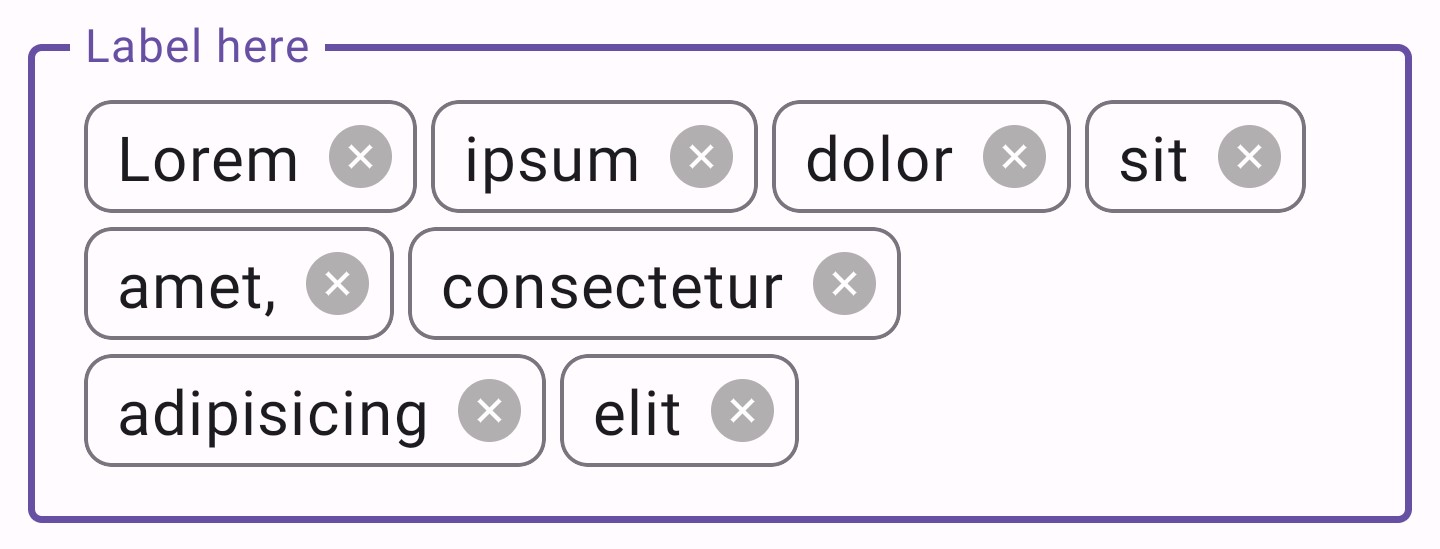 Label here
Lorem ipsum dolor sit
amet, consectetur
adipisicing elit